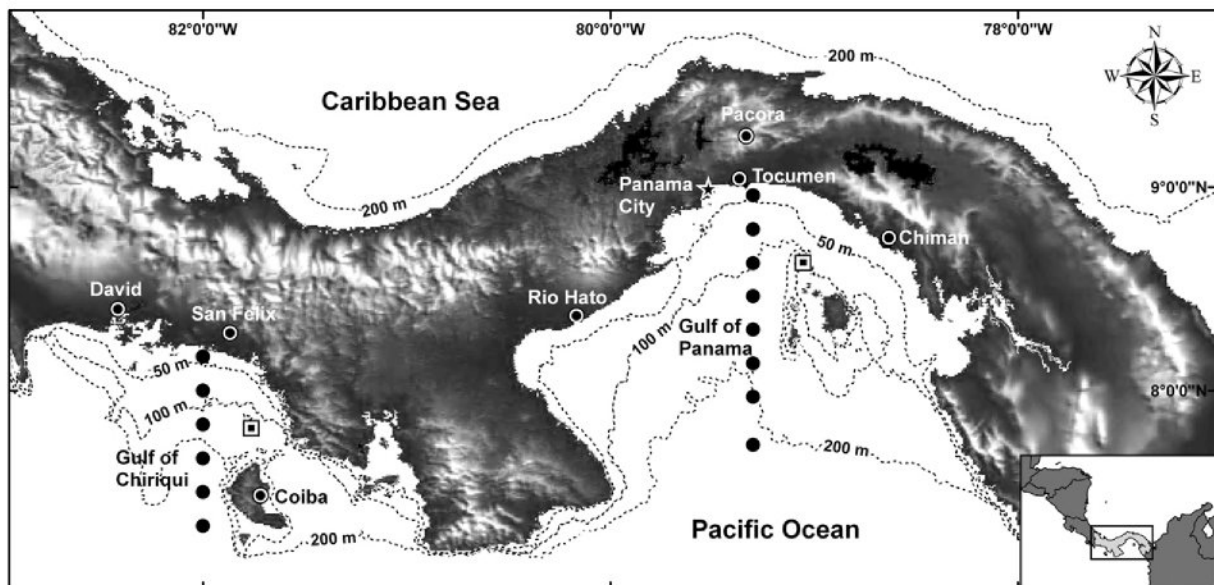 82°0'0"W
80°0'0"W
78°0'0"W
N
W E
S
200 m
Caribbean Sea
Pacora
Tocumen
Panama
City
9°0'0"N
200 m
Chiman
50 m
David
San Felix
Rio Hato
100 m
Gulf of
Panama
50 m
8°0'0"N
100 m
200 m
Gulf of
Chiriqui
Coiba
200 m
Pacific Ocean